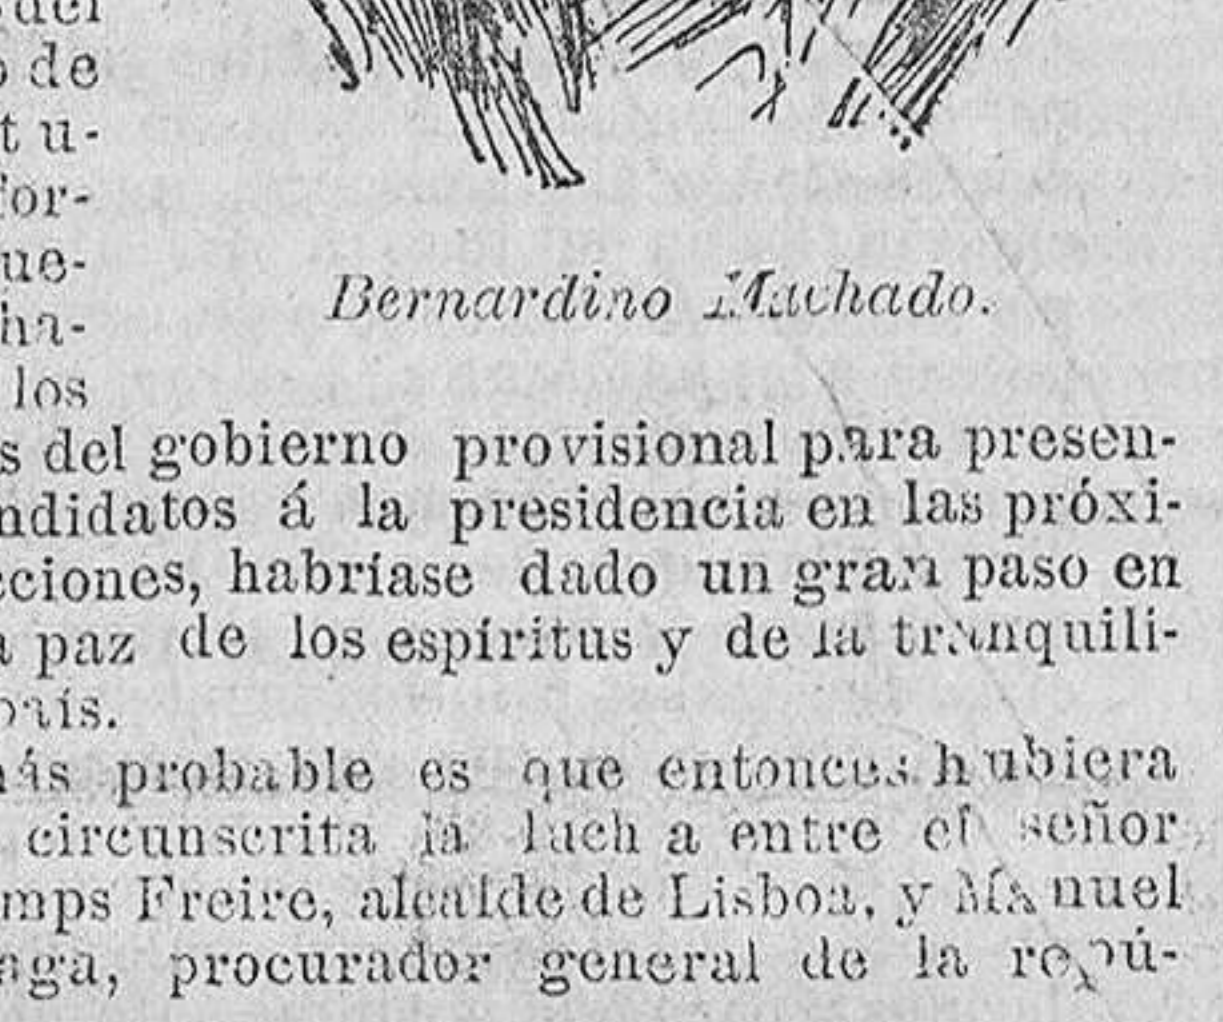 del
o de
t u-
for-
ue-
ha-
los
Bernardino Machado.
s del gobierno provisional para presen-
ndidatos á la presidencia en las próxi-
cciones, habríase dado un gran paso en
a paz de los espíritus y de la tranquili-
país.
ás probable es que entonces hubiera
circunscrita la lucha entre el señor
mps Freire, alcalde de Lisboa, y Manuel
aga, procurador general de la repú-